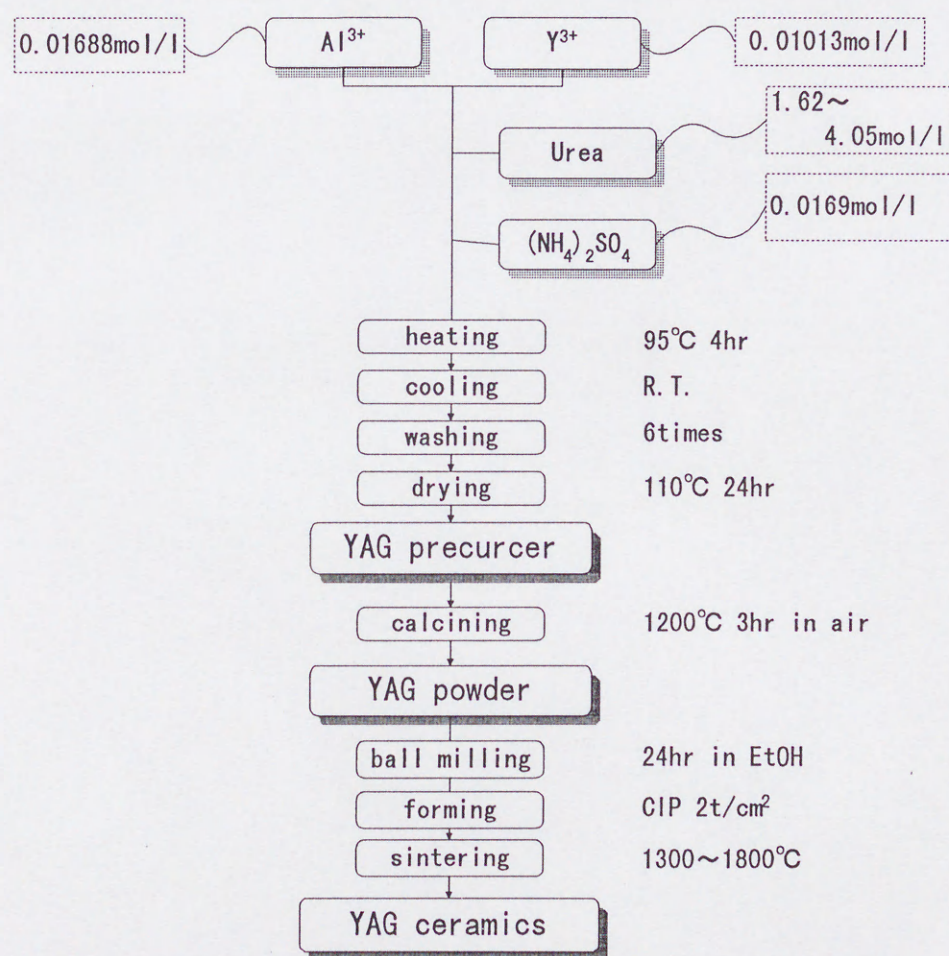 0.01688mol/l
Al³⁺
Y³⁺
0.01013mol/l
Urea
1.62～
4.05mol/l
(NH₄)₂SO₄
0.0169mol/l
heating
95℃ 4hr
cooling
R.T.
washing
6times
drying
110℃ 24hr
YAG precurcer
calcining
1200℃ 3hr in air
YAG powder
ball milling
24hr in EtOH
forming
CIP 2t/cm²
sintering
1300～1800℃
YAG ceramics